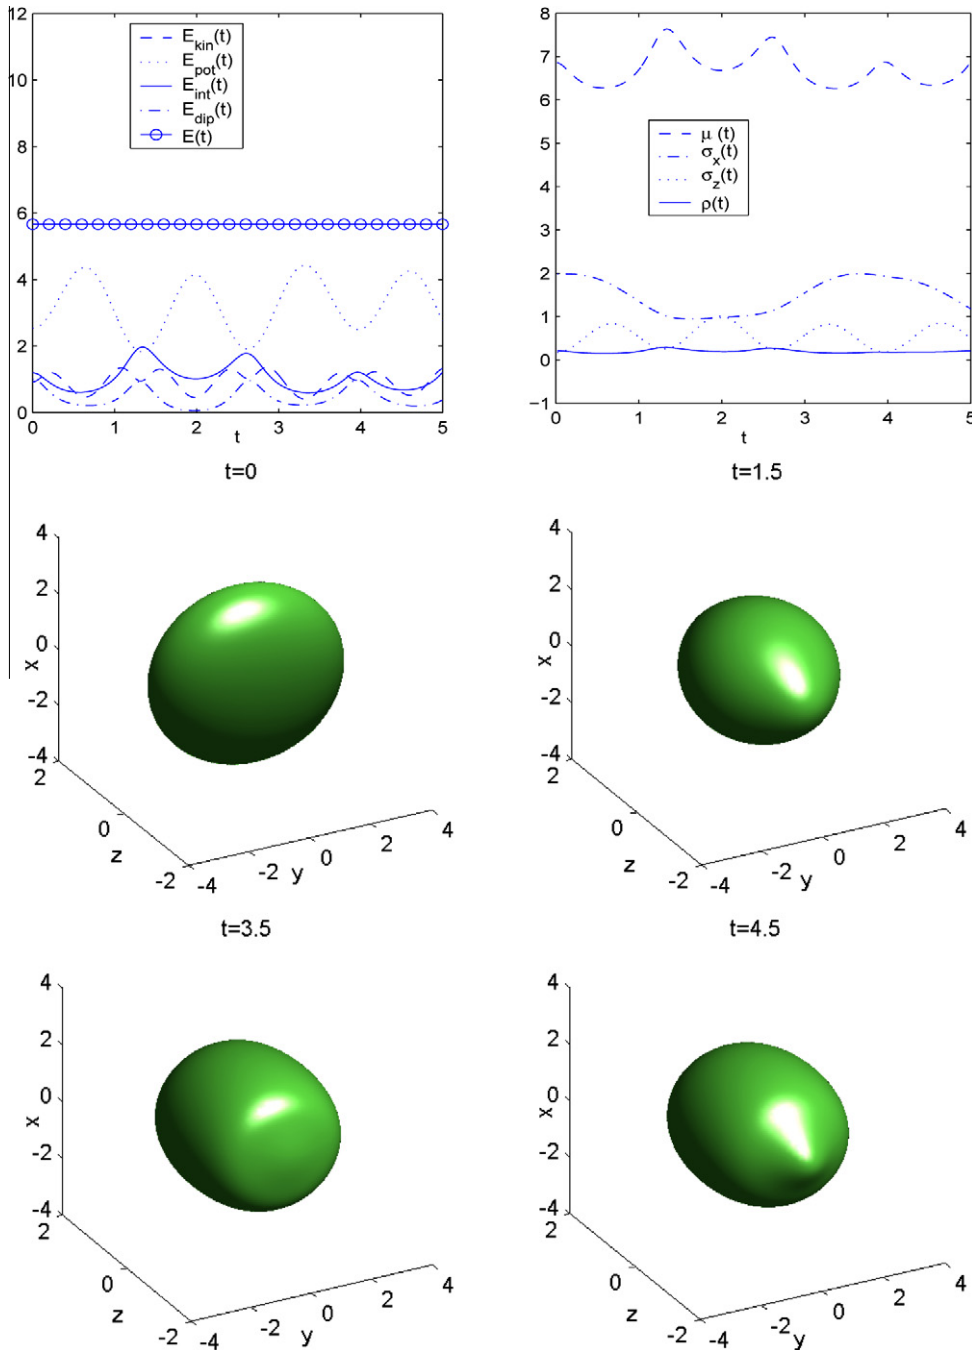 12
10
8
6
4
2
0
0 1 2 3 4 5
t
E_kin(t)
E_pot(t)
E_int(t)
E_dip(t)
E(t)
8
7
6
5
4
3
2
1
0
−1
0 1 2 3 4 5
t
μ (t)
σ_x(t)
σ_z(t)
ρ(t)
t=0
4
2
0
x
-2
-4
2
0
z
-2
-4
-2
y
0
2
4
t=1.5
4
2
0
x
-2
-4
2
0
z
-2
-4
-2
y
0
2
4
t=3.5
4
2
0
x
-2
-4
2
0
z
-2
-4
-2
y
0
2
4
t=4.5
4
2
0
x
-2
-4
2
0
z
-2
-4
-2
y
0
2
4